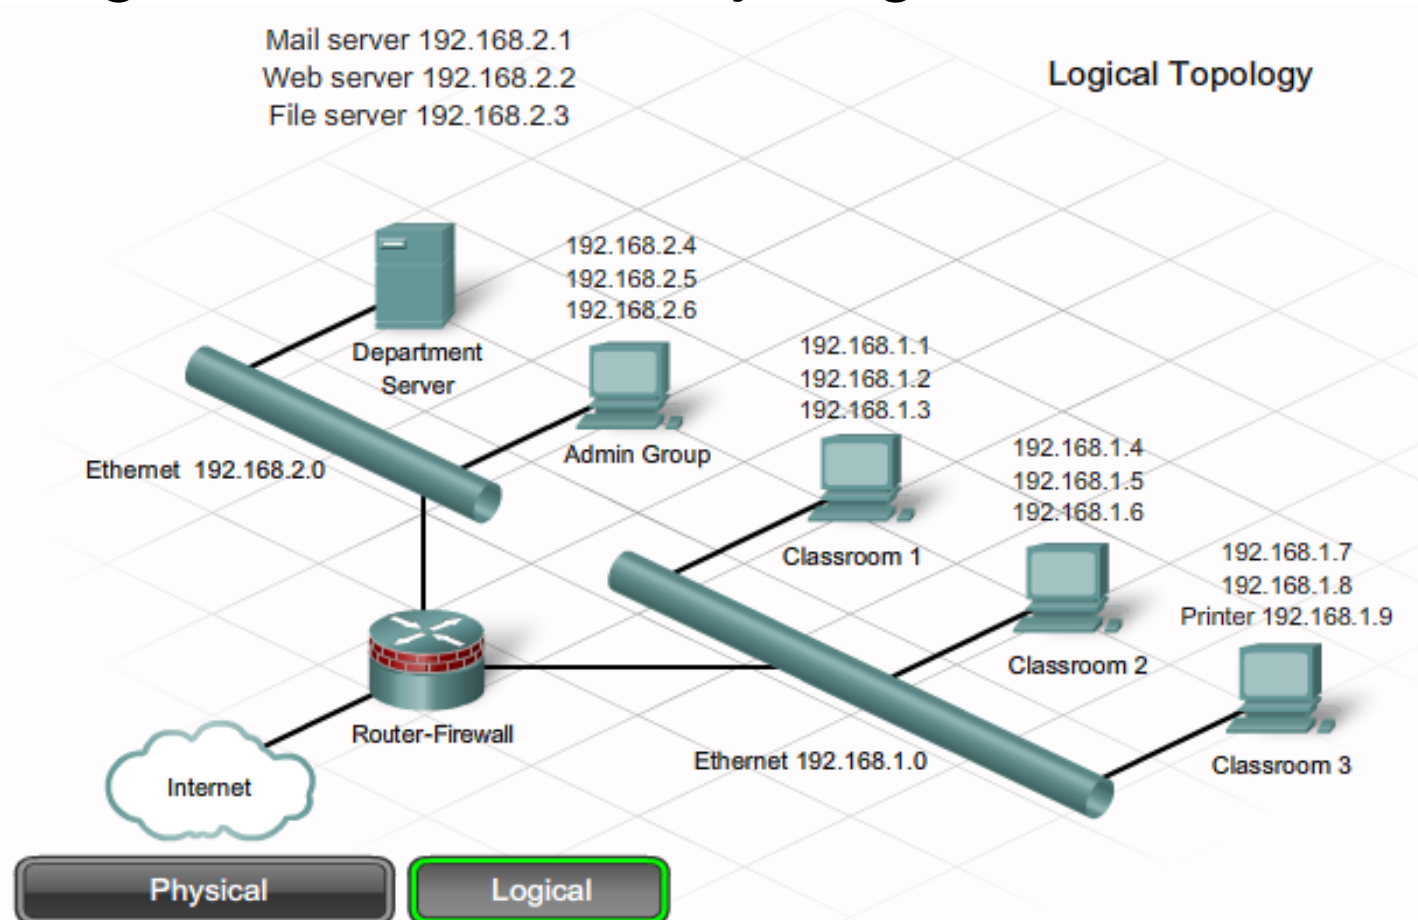 Mail server 192.168.2.1
Web server 192.168.2.2
File server 192.168.2.3
Logical Topology
192.168.2.4
192.168.2.5
192.168.2.6
Department
Server
192.168.1.1
192.168.1.2
192.168.1.3
Admin Group
Ethernet 192.168.2.0
192.168.1.4
192.168.1.5
192.168.1.6
Classroom 1
192.168.1.7
192.168.1.8
Printer 192.168.1.9
Classroom 2
Router-Firewall
Ethernet 192.168.1.0
Classroom 3
Internet
Physical
Logical